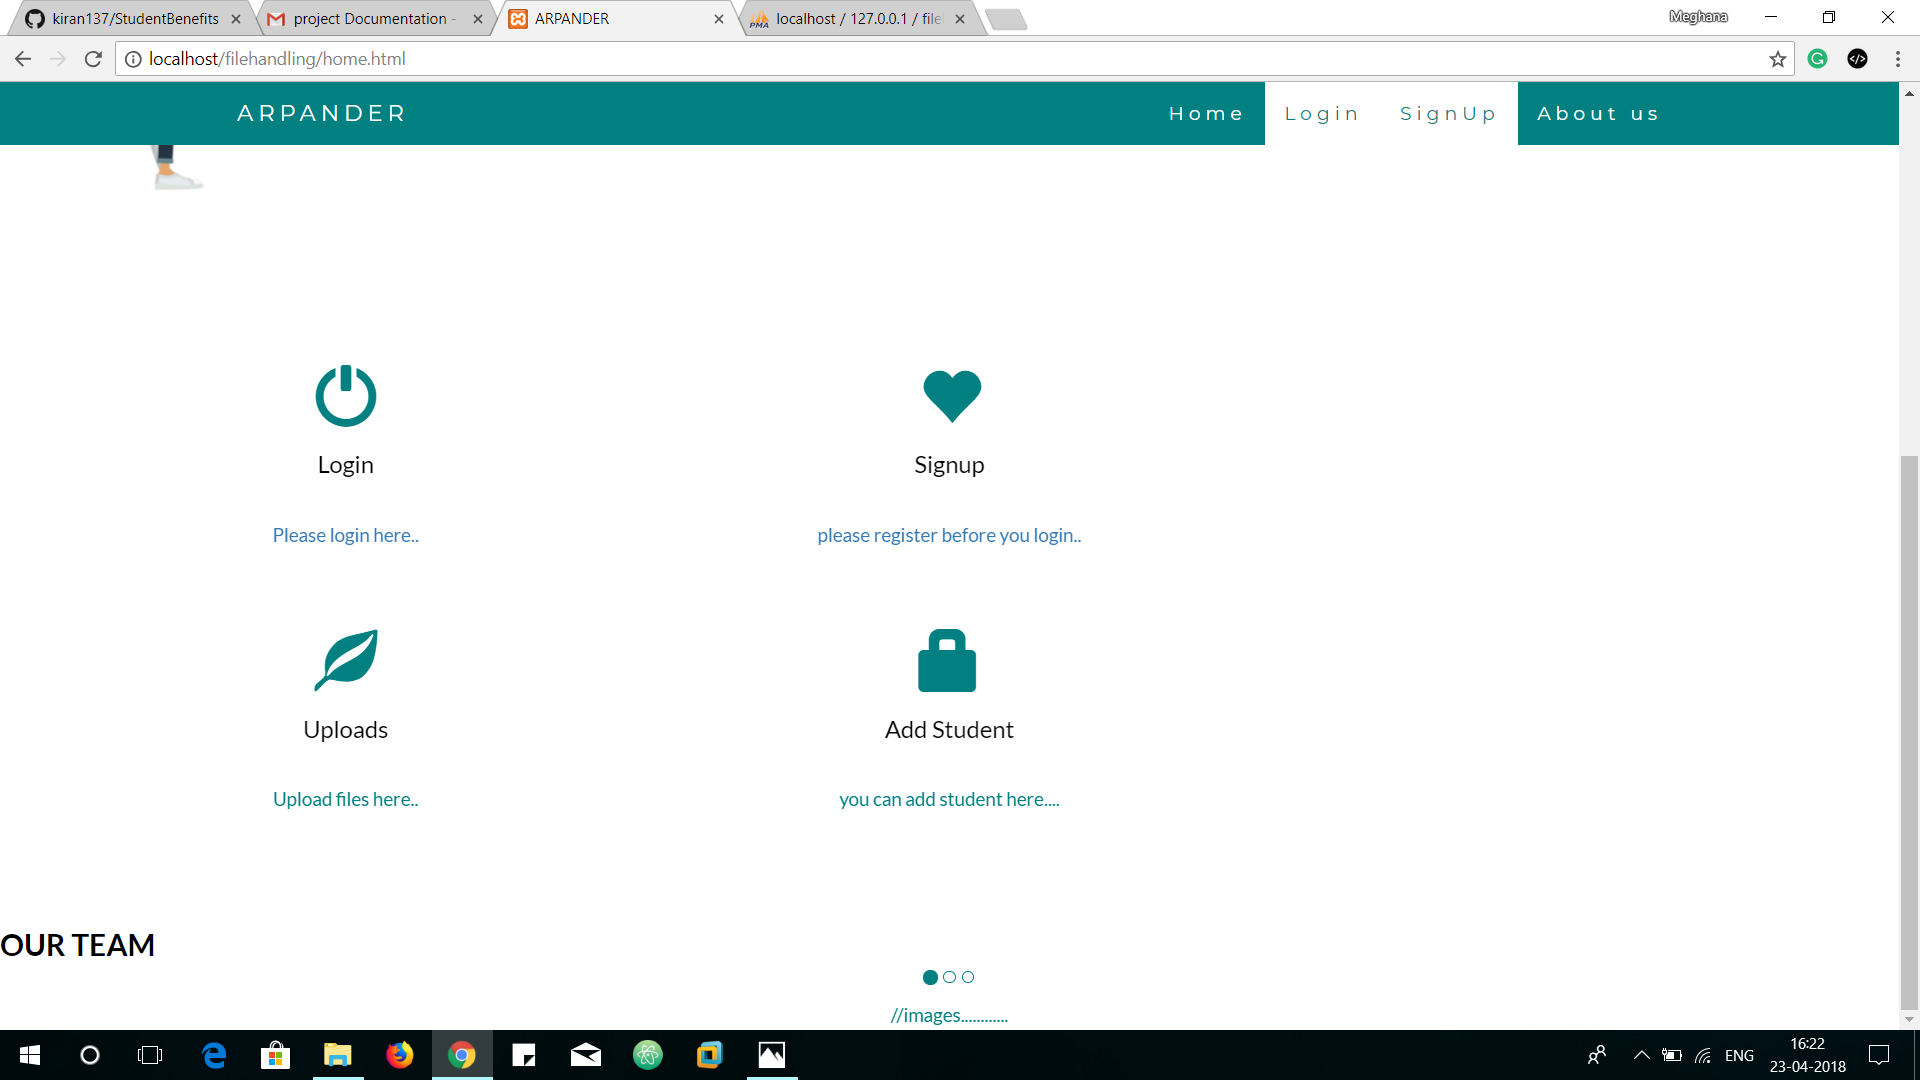 kiran137/StudentBenefits
project Documentation -
ARPANDER
localhost / 127.0.0.1 / file
Meghana
localhost/filehandling/home.html
ARPANDER
Home
Login
SignUp
About us
Login
Signup
Please login here..
please register before you login..
Uploads
Add Student
Upload files here..
you can add student here....
OUR TEAM
//images............
ENG
16:22
23-04-2018